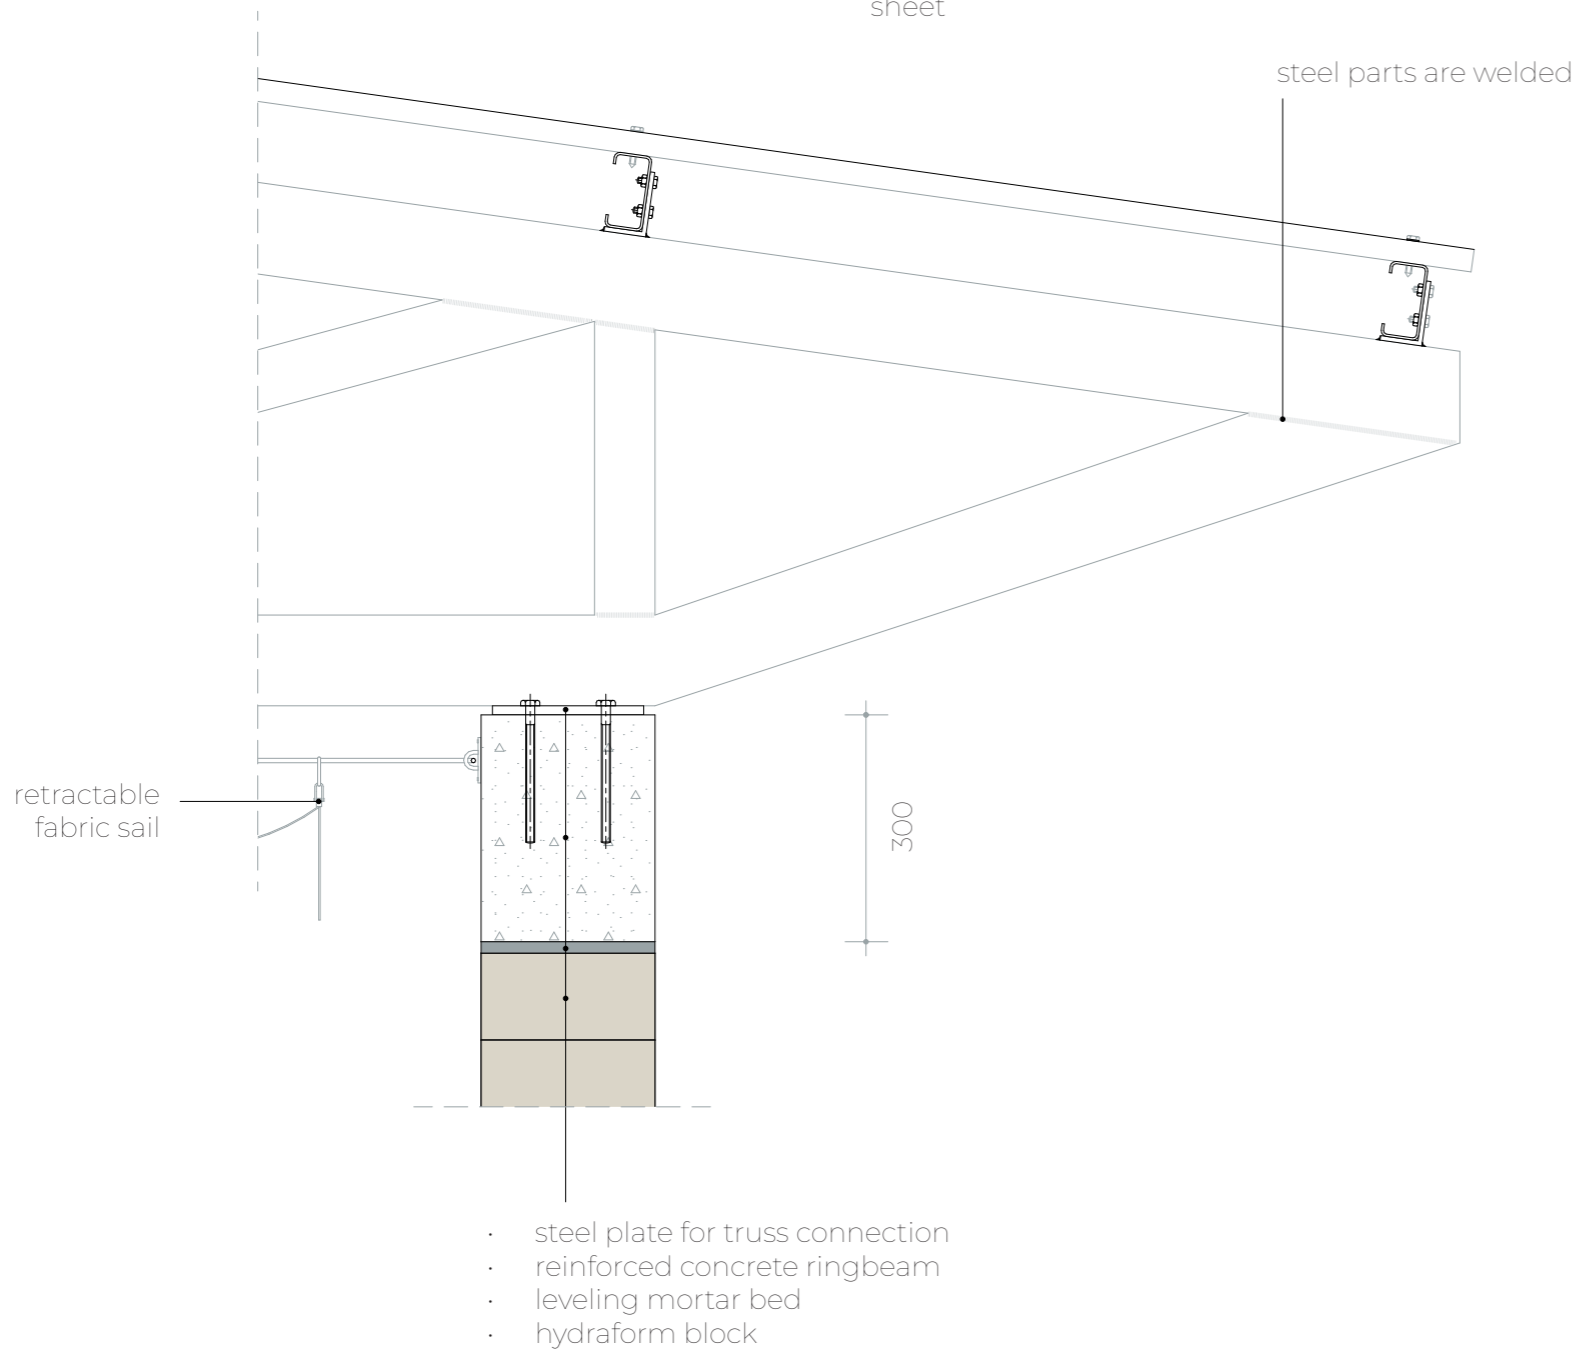 sheet
steel parts are welded
retractable
fabric sail
300
· steel plate for truss connection
· reinforced concrete ringbeam
· leveling mortar bed
· hydraform block